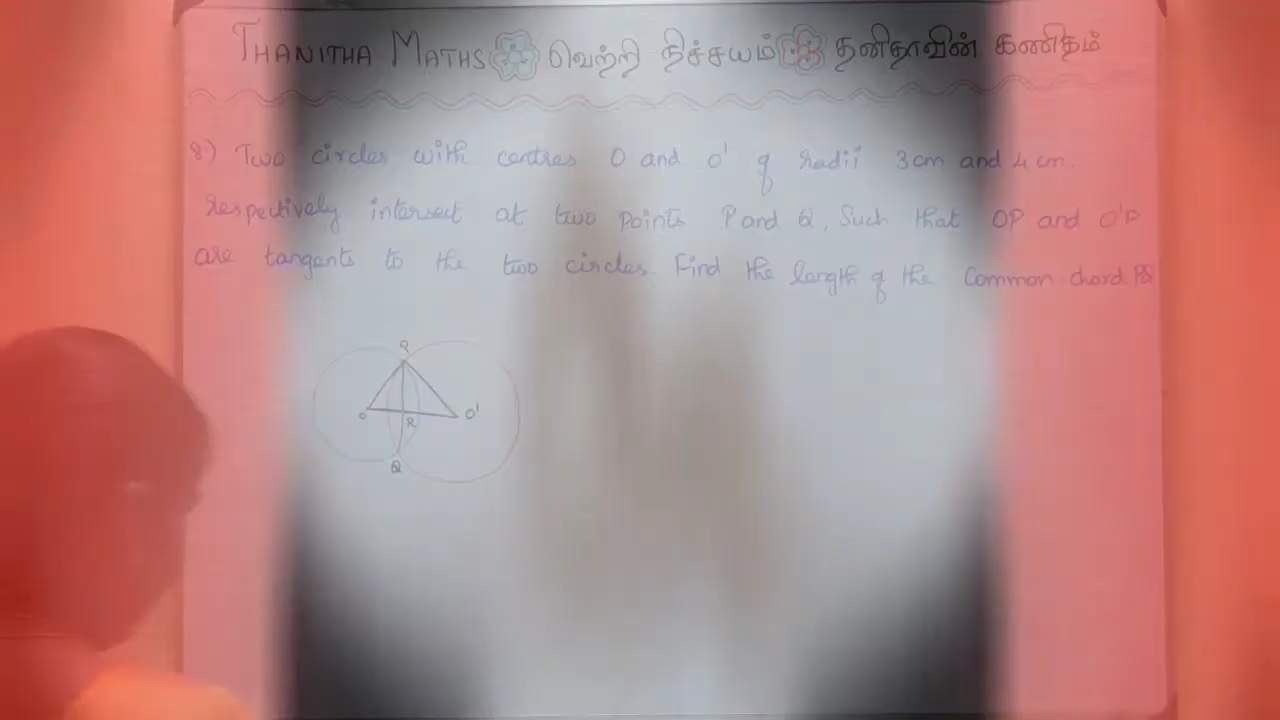 THANITHA MATHS வெற்றி நிச்சயம் தனிதாவின் கணிதம்
8) Two circles with centres O and O' of radii 3cm and 4cm.
respectively intersect at two points P and Q, Such that OP and O'P
are tangents to the two circles. Find the length of the Common chord PQ
P
O R O'
Q